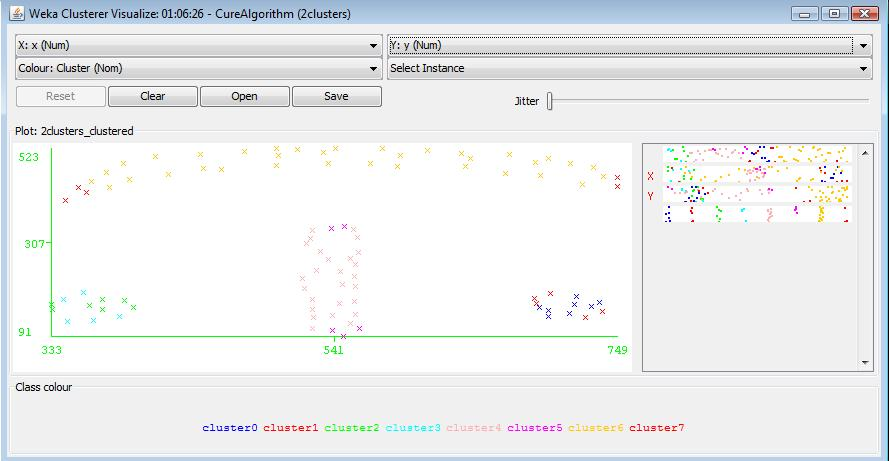 Weka Clusterer Visualize: 01:06:26 - CureAlgorithm (2clusters)
X: x (Num) Y: y (Num)
Colour: Cluster (Nom) Select Instance
Reset Clear Open Save Jitter
Plot: 2clusters_clustered
523
307
91
333 541 749
X
Y
Class colour
cluster0 cluster1 cluster2 cluster3 cluster4 cluster5 cluster6 cluster7